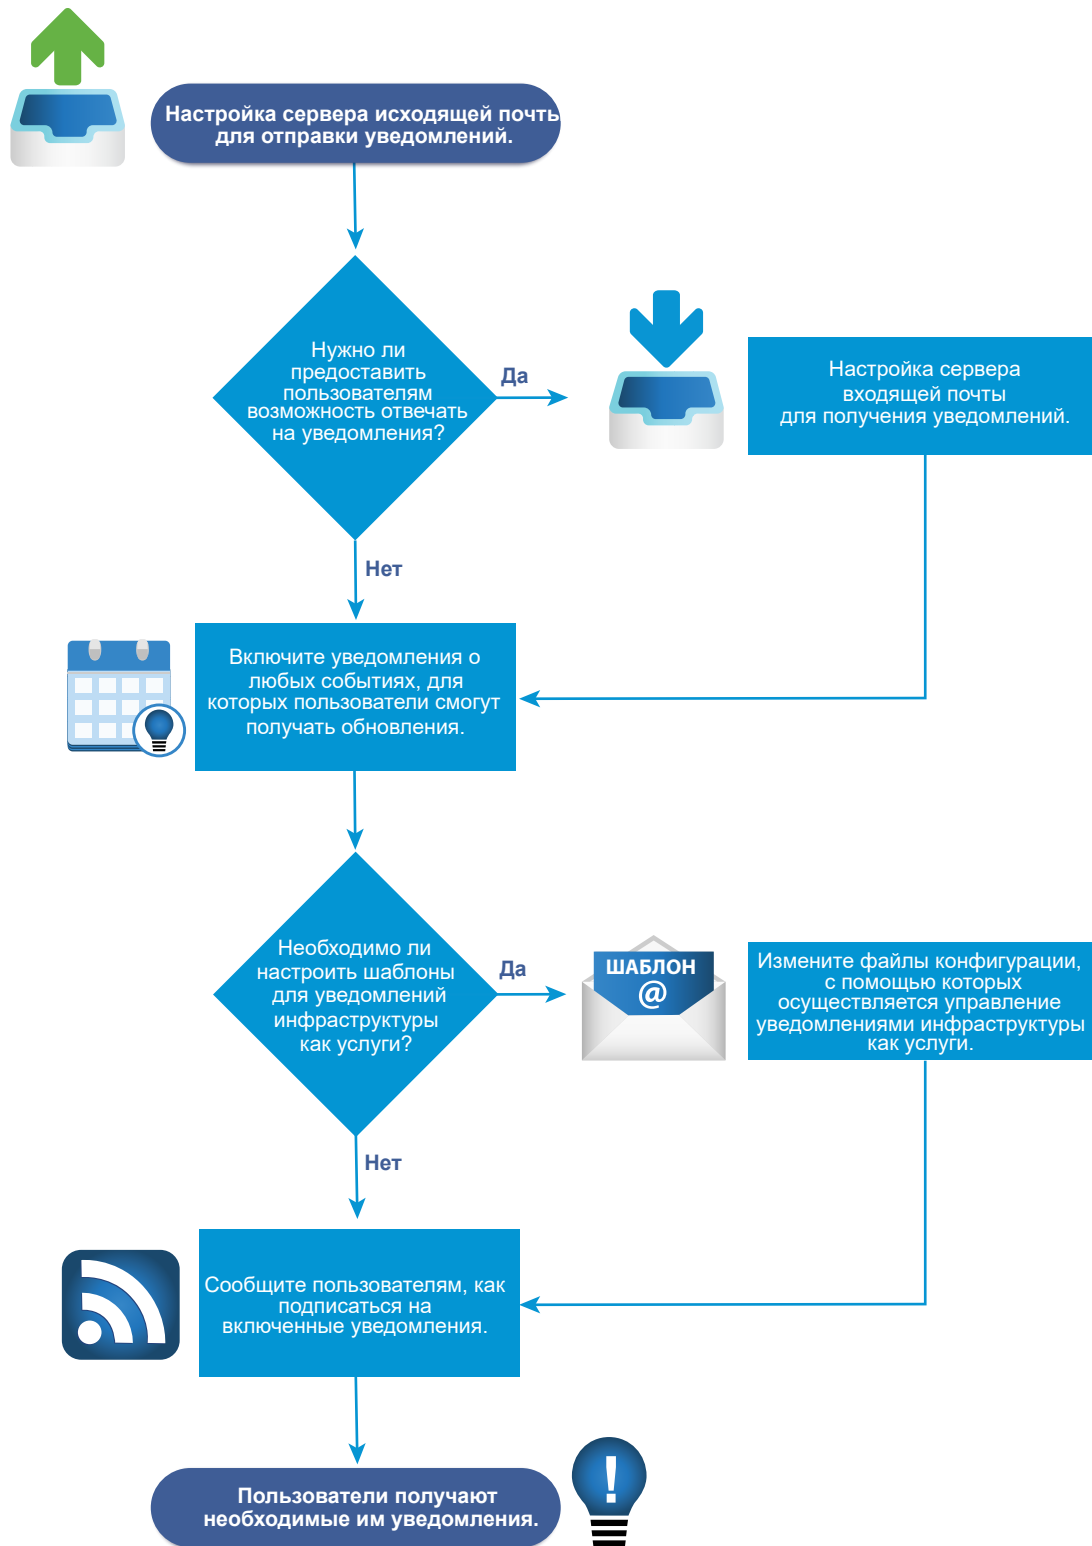 Настройка сервера исходящей почты
для отправки уведомлений.
Нужно ли
предоставить
пользователям
возможность отвечать
на уведомления?
Да
Настройка сервера
входящей почты
для получения уведомлений.
Нет
Включите уведомления о
любых событиях, для
которых пользователи смогут
получать обновления.
Необходимо ли
настроить шаблоны
для уведомлений
инфраструктуры
как услуги?
Да
ШАБЛОН
@
Измените файлы конфигурации,
с помощью которых
осуществляется управление
уведомлениями инфраструктуры
как услуги.
Нет
Сообщите пользователям, как
подписаться на
включенные уведомления.
Пользователи получают
необходимые им уведомления.
!